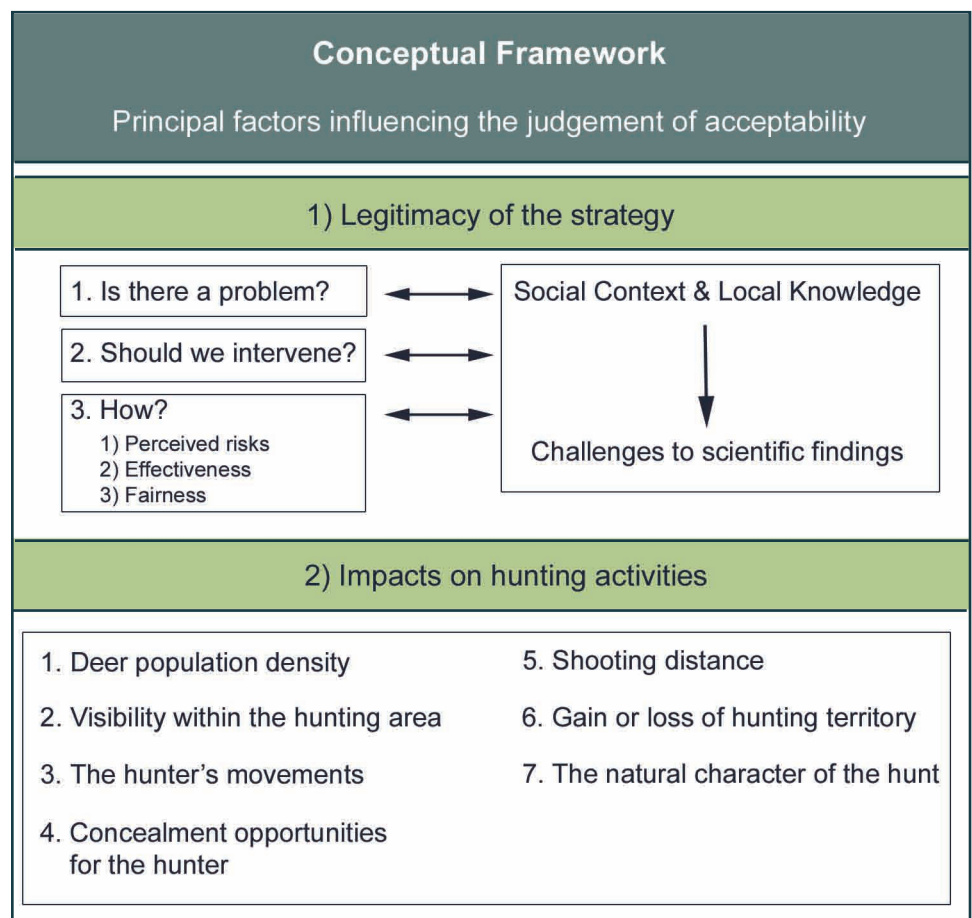 Conceptual Framework
Principal factors influencing the judgement of acceptability
1) Legitimacy of the strategy
1. Is there a problem?
2. Should we intervene?
3. How?
1) Perceived risks
2) Effectiveness
3) Fairness
Social Context & Local Knowledge
Challenges to scientific findings
2) Impacts on hunting activities
1. Deer population density
2. Visibility within the hunting area
3. The hunter's movements
4. Concealment opportunities
for the hunter
5. Shooting distance
6. Gain or loss of hunting territory
7. The natural character of the hunt